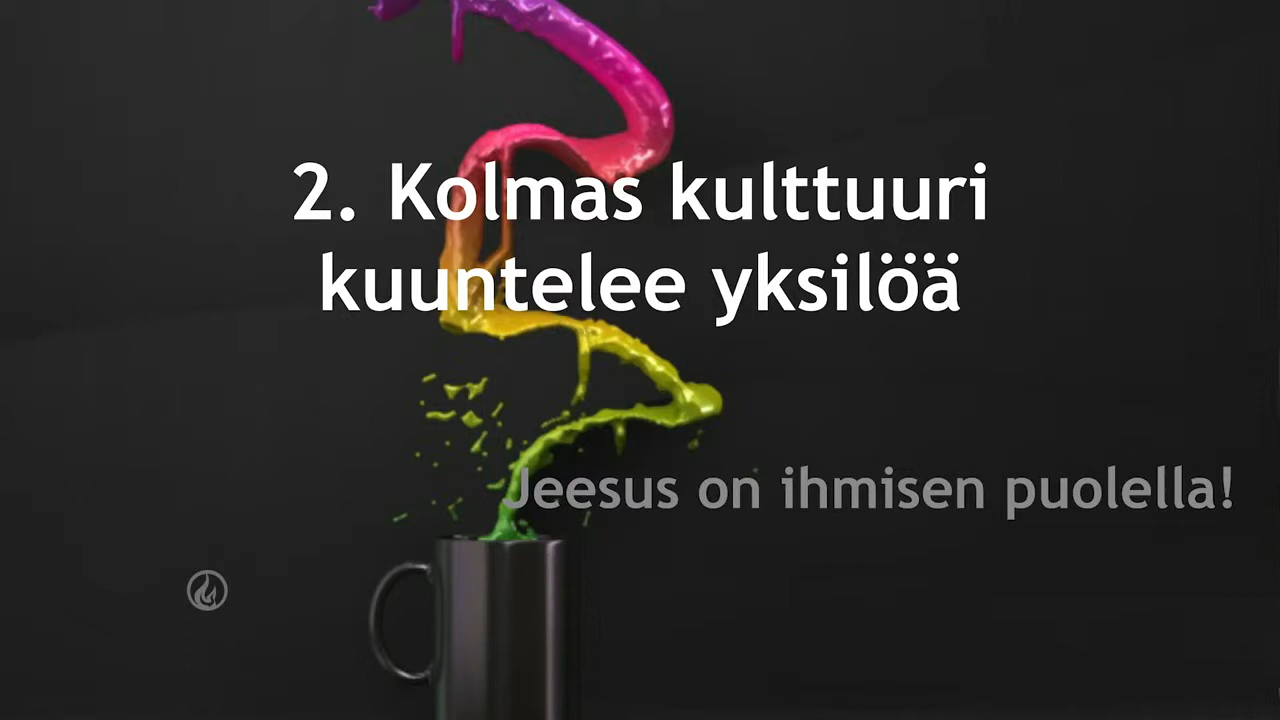 2. Kolmas kulttuuri
kuuntelee yksilöä
Jeesus on ihmisen puolella!